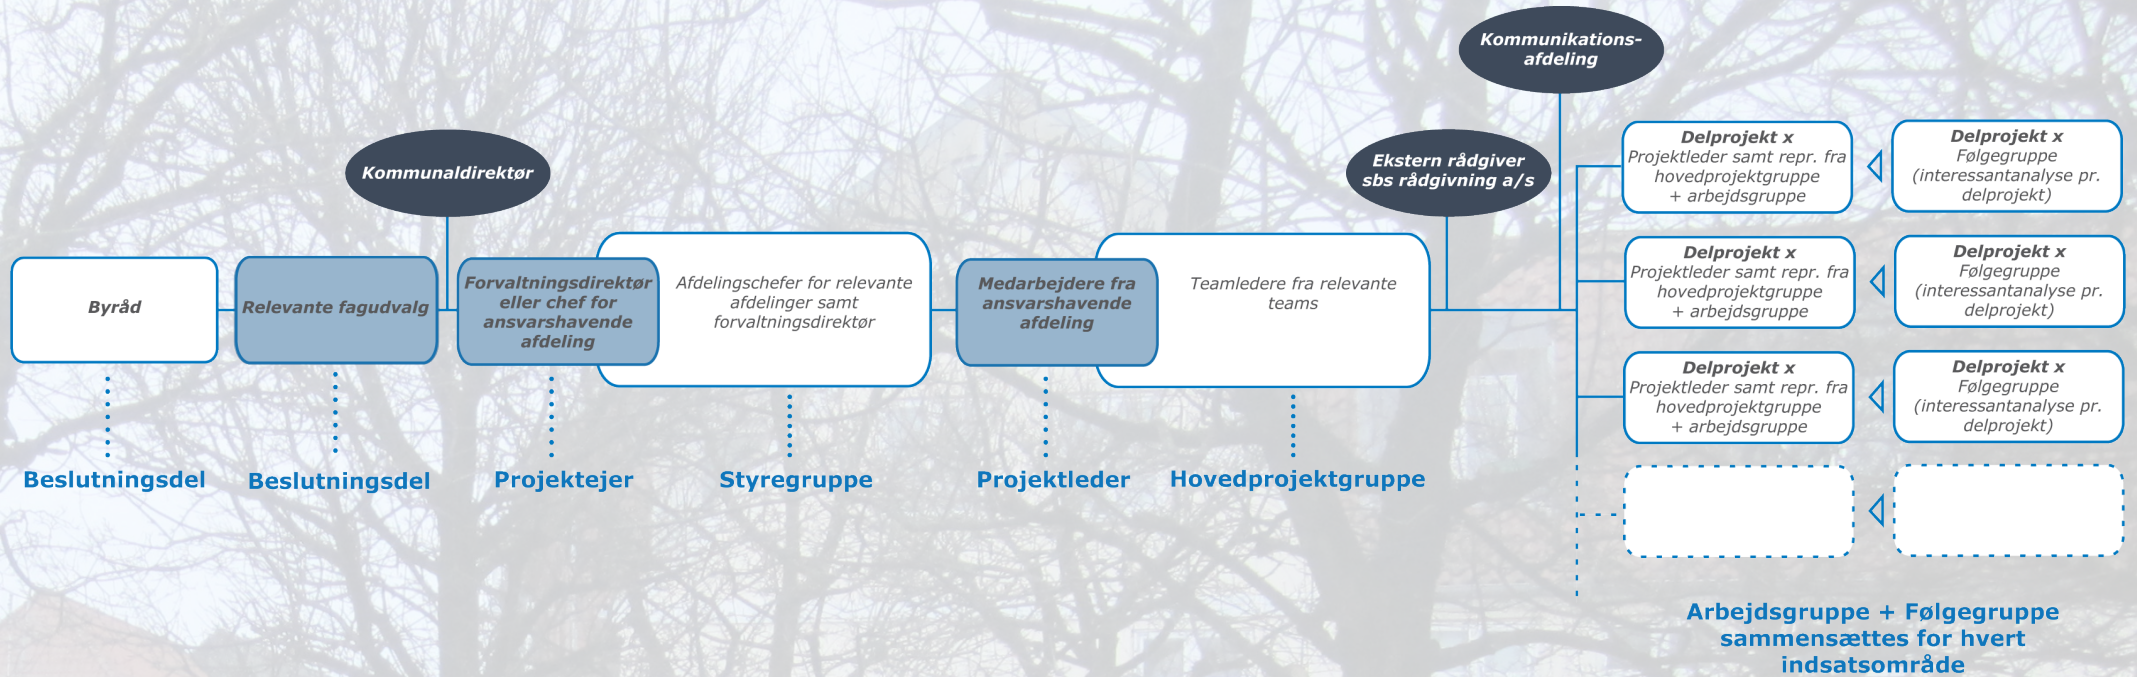 Kommunikations-
afdeling
Kommunaldirektør
Ekstern rådgiver
sbs rådgivning a/s
Byråd
Relevante fagudvalg
Forvaltningsdirektør
eller chef for
ansvarshavende
afdeling
Afdelingschefer for relevante
afdelinger samt
forvaltningsdirektør
Medarbejdere fra
ansvarshavende
afdeling
Teamledere fra relevante
teams
Delprojekt x
Projektleder samt repr. fra
hovedprojektgruppe
+ arbejdsgruppe
Delprojekt x
Følgegruppe
(interessantanalyse pr.
delprojekt)
Delprojekt x
Projektleder samt repr. fra
hovedprojektgruppe
+ arbejdsgruppe
Delprojekt x
Følgegruppe
(interessantanalyse pr.
delprojekt)
Delprojekt x
Projektleder samt repr. fra
hovedprojektgruppe
+ arbejdsgruppe
Delprojekt x
Følgegruppe
(interessantanalyse pr.
delprojekt)
Beslutningsdel
Beslutningsdel
Projektejer
Styregruppe
Projektleder
Hovedprojektgruppe
Arbejdsgruppe + Følgegruppe
sammensættes for hvert
indsatsområde